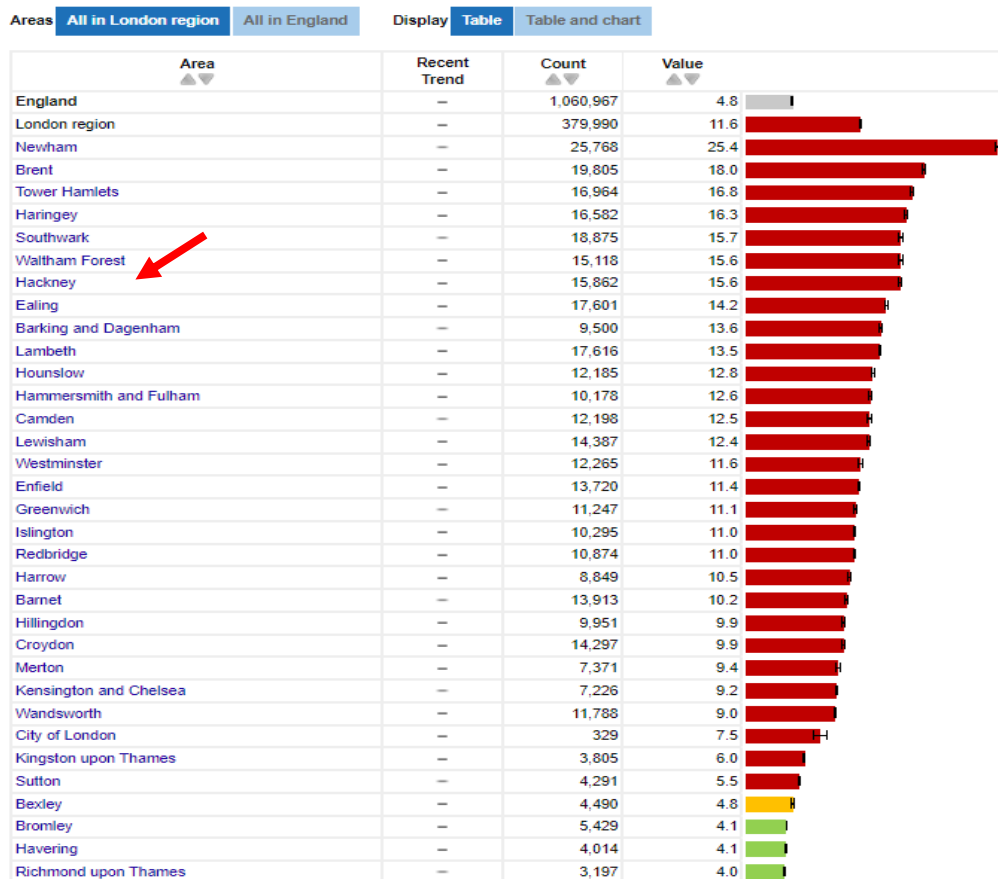 Areas All in London region All in England Display Table Table and chart
Area Recent Trend Count Value
England – 1,060,967 4.8
London region – 379,990 11.6
Newham – 25,768 25.4
Brent – 19,805 18.0
Tower Hamlets – 16,964 16.8
Haringey – 16,582 16.3
Southwark – 18,875 15.7
Waltham Forest – 15,118 15.6
Hackney – 15,862 15.6
Ealing – 17,601 14.2
Barking and Dagenham – 9,500 13.6
Lambeth – 17,616 13.5
Hounslow – 12,185 12.8
Hammersmith and Fulham – 10,178 12.6
Camden – 12,198 12.5
Lewisham – 14,387 12.4
Westminster – 12,265 11.6
Enfield – 13,720 11.4
Greenwich – 11,247 11.1
Islington – 10,295 11.0
Redbridge – 10,874 11.0
Harrow – 8,849 10.5
Barnet – 13,913 10.2
Hillingdon – 9,951 9.9
Croydon – 14,297 9.9
Merton – 7,371 9.4
Kensington and Chelsea – 7,226 9.2
Wandsworth – 11,788 9.0
City of London – 329 7.5
Kingston upon Thames – 3,805 6.0
Sutton – 4,291 5.5
Bexley – 4,490 4.8
Bromley – 5,429 4.1
Havering – 4,014 4.1
Richmond upon Thames – 3,197 4.0